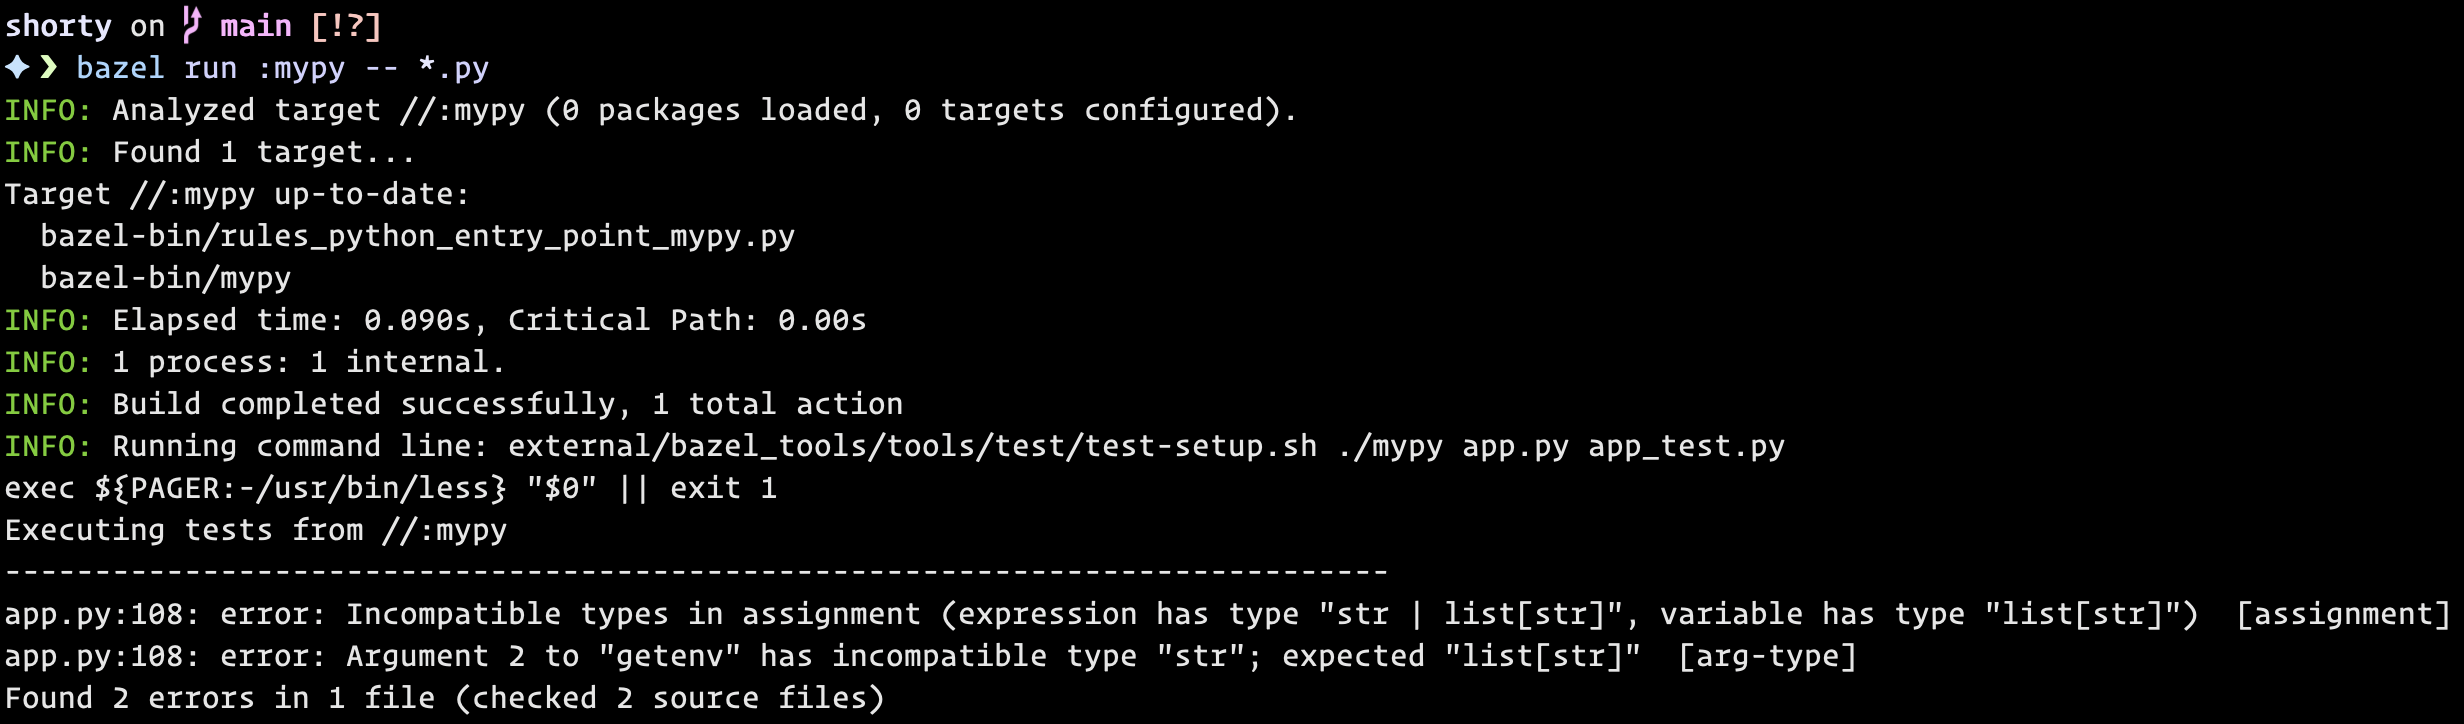 shorty on main [!?]
✦ ❯ bazel run :mypy -- *.py
INFO: Analyzed target //:mypy (0 packages loaded, 0 targets configured).
INFO: Found 1 target...
Target //:mypy up-to-date:
  bazel-bin/rules_python_entry_point_mypy.py
  bazel-bin/mypy
INFO: Elapsed time: 0.090s, Critical Path: 0.00s
INFO: 1 process: 1 internal.
INFO: Build completed successfully, 1 total action
INFO: Running command line: external/bazel_tools/tools/test/test-setup.sh ./mypy app.py app_test.py
exec ${PAGER:-/usr/bin/less} "$0" || exit 1
Executing tests from //:mypy
-----------------------------------------------------------------------------
app.py:108: error: Incompatible types in assignment (expression has type "str | list[str]", variable has type "list[str]")  [assignment]
app.py:108: error: Argument 2 to "getenv" has incompatible type "str"; expected "list[str]"  [arg-type]
Found 2 errors in 1 file (checked 2 source files)